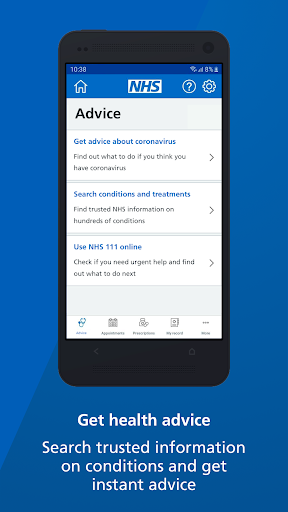 10:38
8%
NHS
Advice
Get advice about coronavirus
Find out what to do if you think you
have coronavirus
Search conditions and treatments
Find trusted NHS information on
hundreds of conditions
Use NHS 111 online
Check if you need urgent help and find
out what to do next
Advice Appointments Prescriptions My record More
Get health advice
Search trusted information
on conditions and get
instant advice